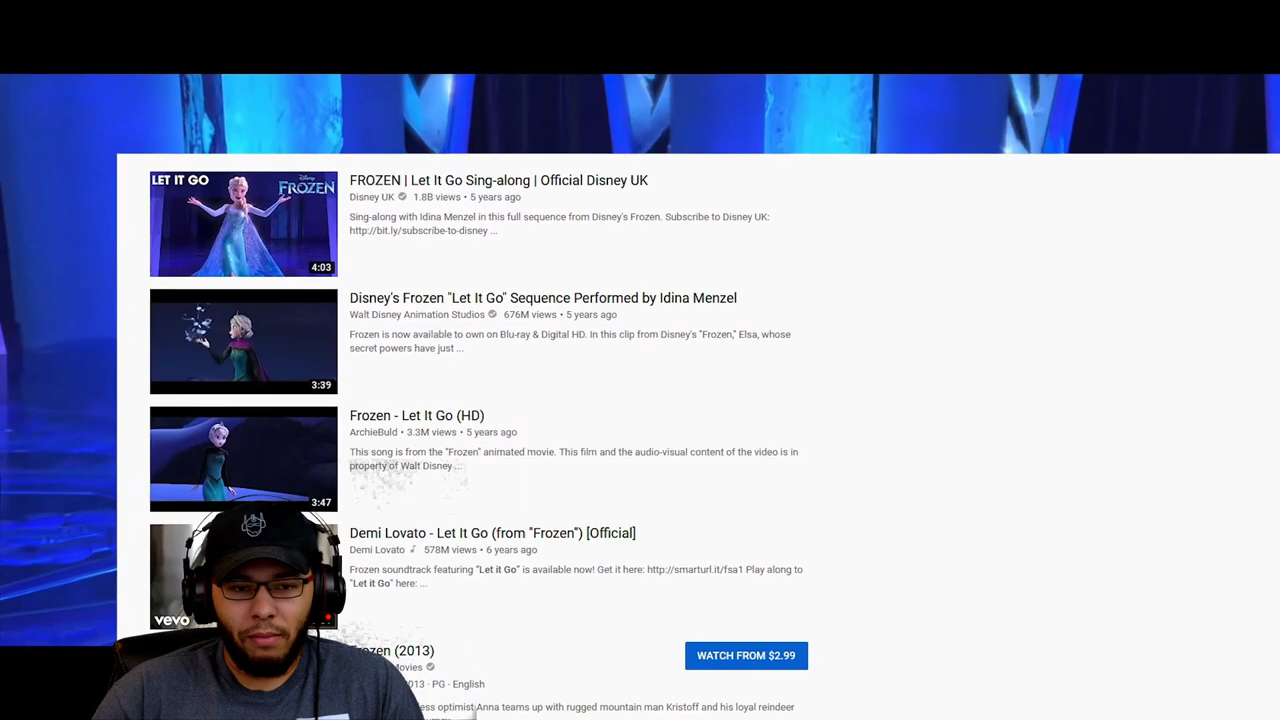 LET IT GO
Disney
FROZEN
4:03
FROZEN | Let It Go Sing-along | Official Disney UK
Disney UK 1.8B views • 5 years ago
Sing-along with Idina Menzel in this full sequence from Disney's Frozen. Subscribe to Disney UK:
http://bit.ly/subscribe-to-disney ...
3:39
Disney's Frozen "Let It Go" Sequence Performed by Idina Menzel
Walt Disney Animation Studios 676M views • 5 years ago
Frozen is now available to own on Blu-ray & Digital HD. In this clip from Disney's "Frozen," Elsa, whose
secret powers have just ...
3:47
Frozen - Let It Go (HD)
ArchieBuld • 3.3M views • 5 years ago
This song is from the "Frozen" animated movie. This film and the audio-visual content of the video is in
property of Walt Disney ...
vevo
Demi Lovato - Let It Go (from "Frozen") [Official]
Demi Lovato 578M views • 6 years ago
Frozen soundtrack featuring "Let it Go" is available now! Get it here: http://smarturl.it/fsa1 Play along to
"Let it Go" here: ...
Frozen (2013)
Movies
2013 · PG · English
WATCH FROM $2.99
optimist Anna teams up with rugged mountain man Kristoff and his loyal reindeer